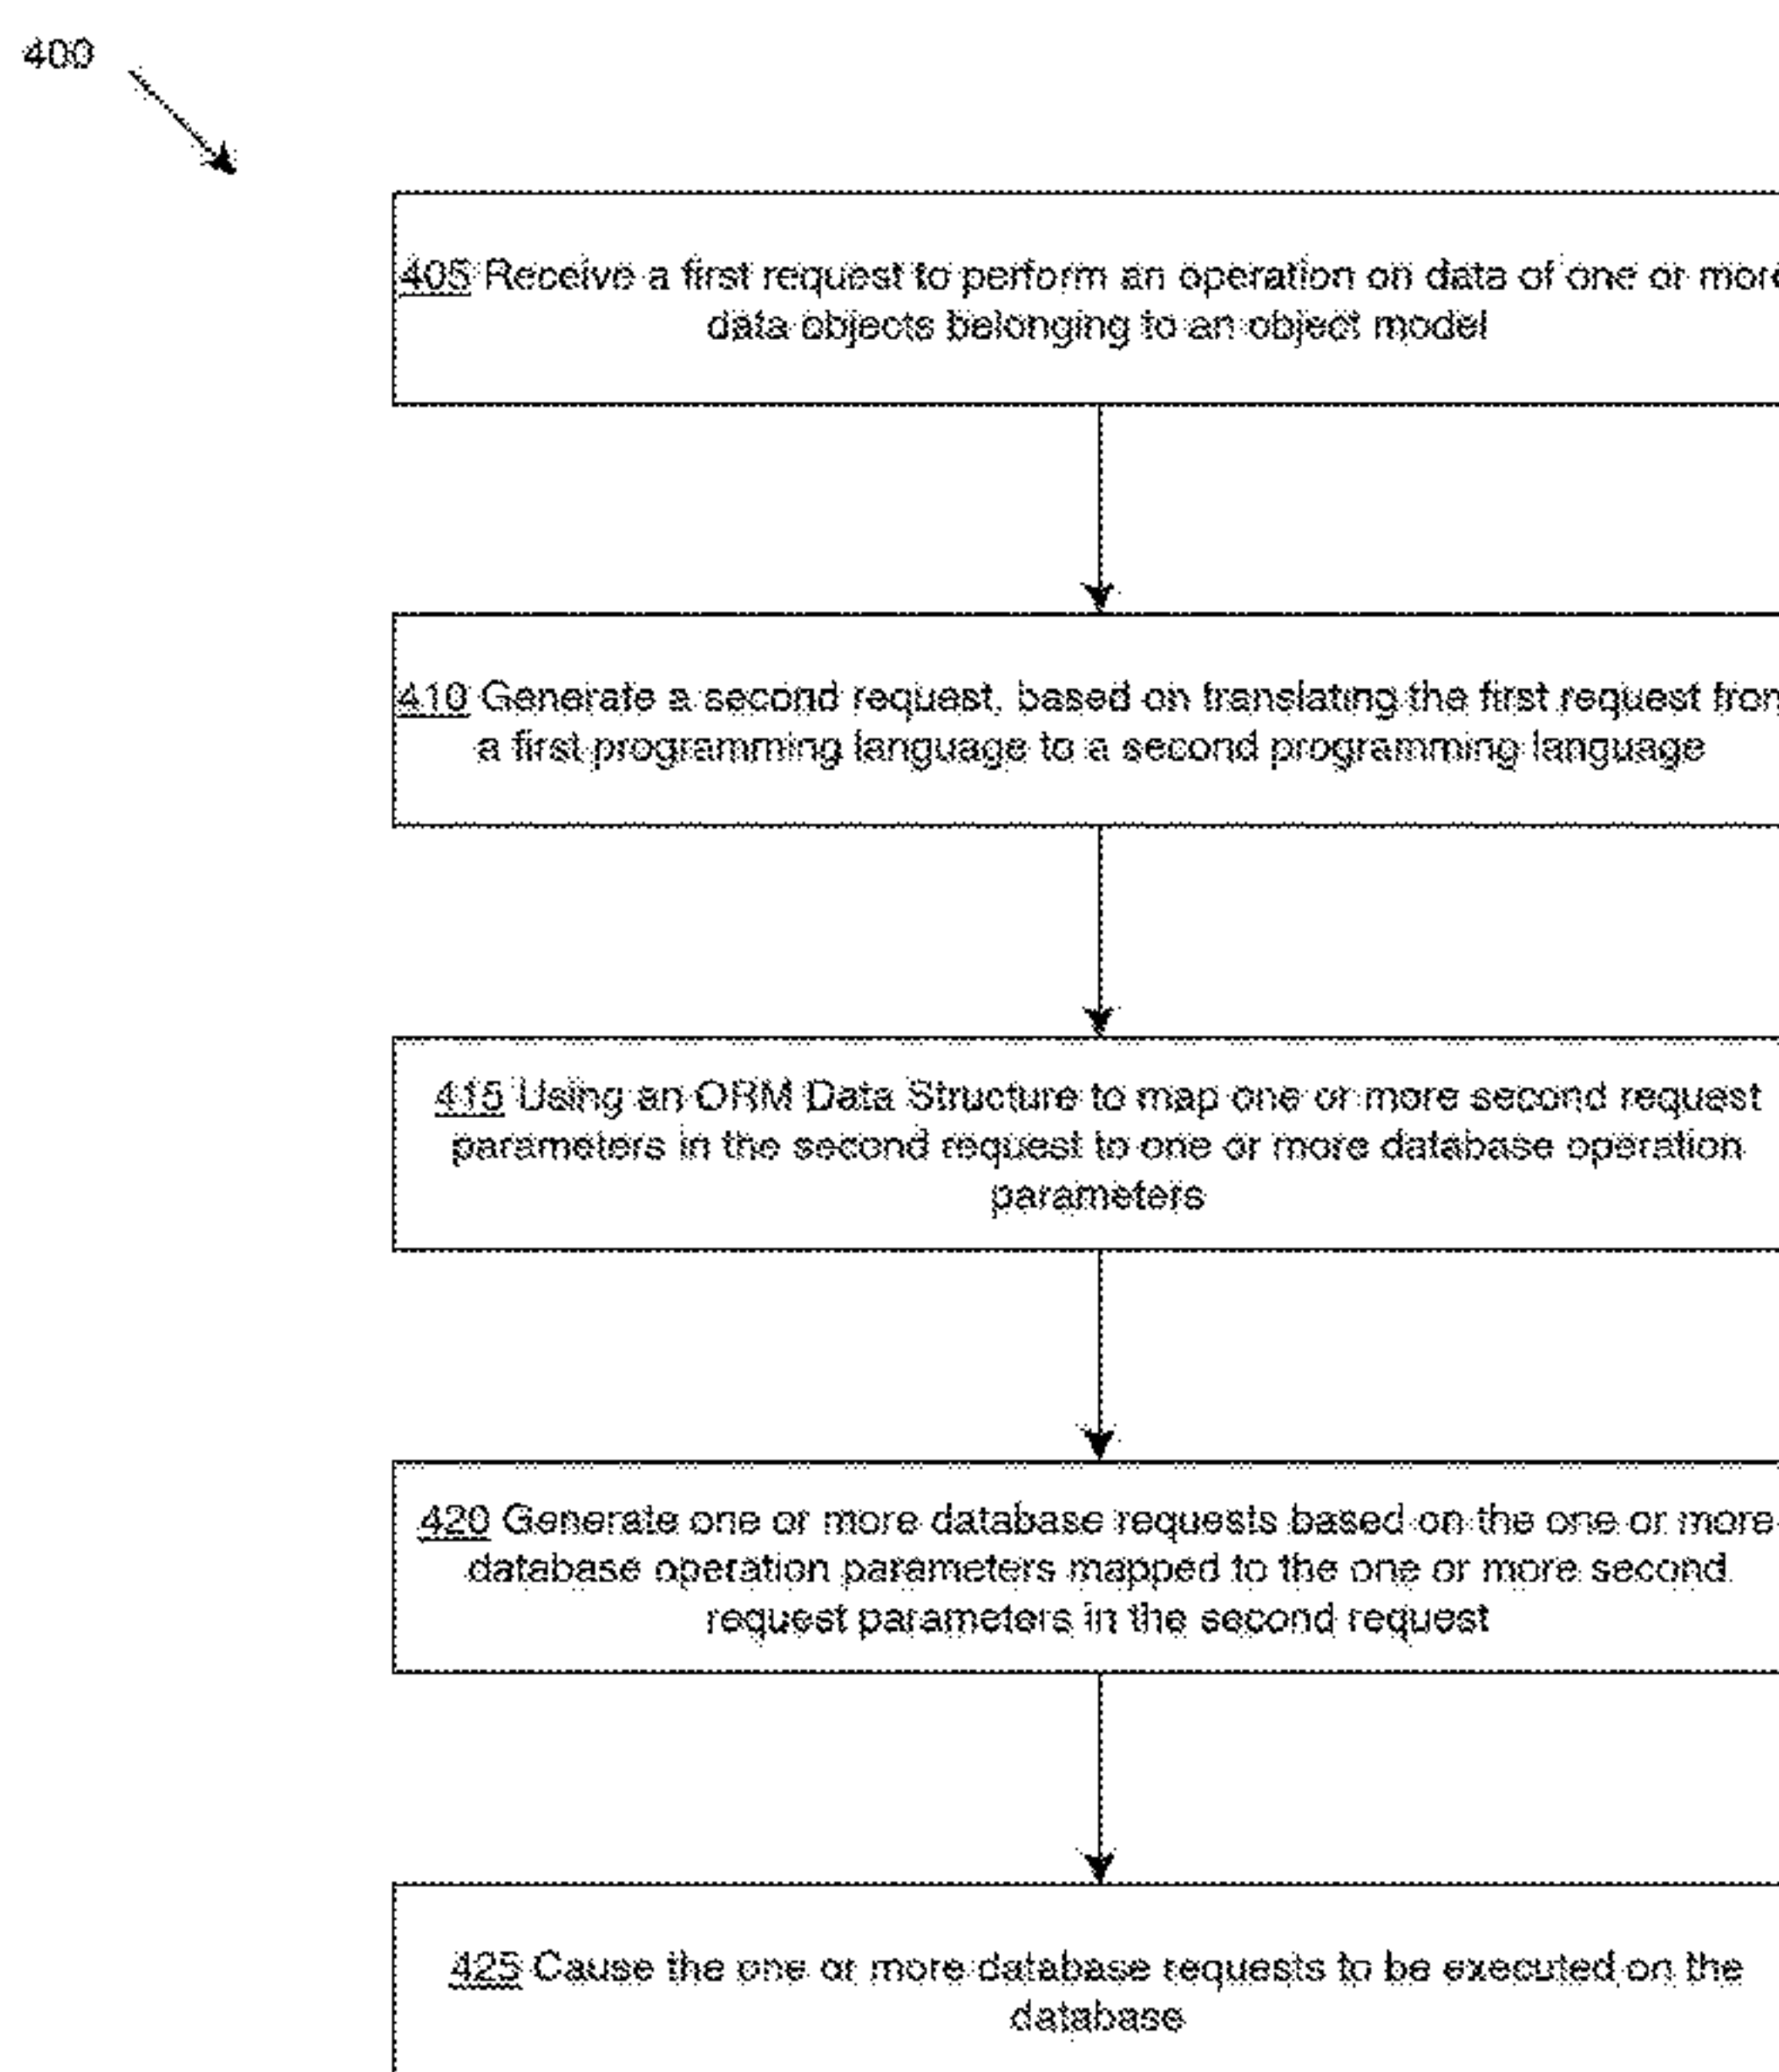 400
405 Receive a first request to perform an operation on data of one or more
data objects belonging to an object model
410 Generate a second request, based on translating the first request from
a first programming language to a second programming language
415 Using an ORM Data Structure to map one or more second request
parameters in the second request to one or more database operation
parameters
420 Generate one or more database requests based on the one or more
database operation parameters mapped to the one or more second
request parameters in the second request
425 Cause the one or more database requests to be executed on the
database